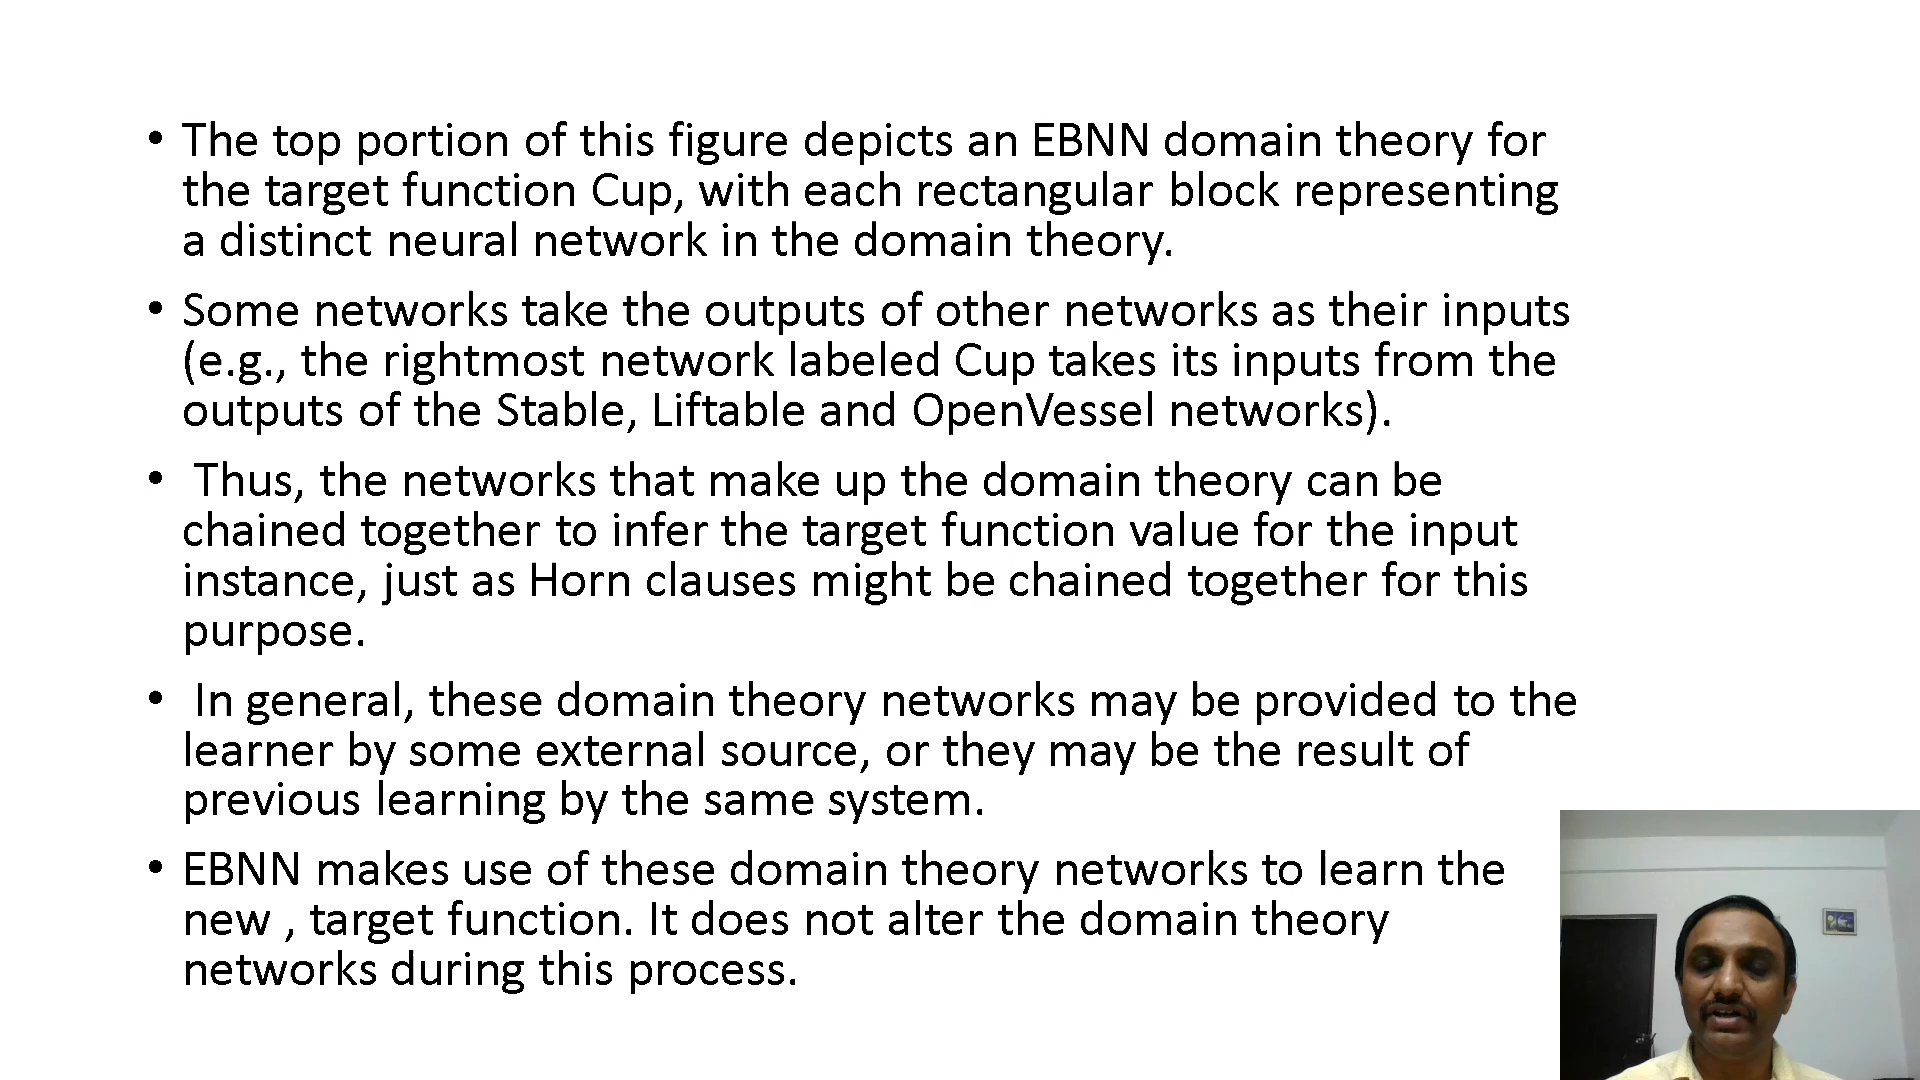 • The top portion of this figure depicts an EBNN domain theory for
the target function Cup, with each rectangular block representing
a distinct neural network in the domain theory.
• Some networks take the outputs of other networks as their inputs
(e.g., the rightmost network labeled Cup takes its inputs from the
outputs of the Stable, Liftable and OpenVessel networks).
• Thus, the networks that make up the domain theory can be
chained together to infer the target function value for the input
instance, just as Horn clauses might be chained together for this
purpose.
• In general, these domain theory networks may be provided to the
learner by some external source, or they may be the result of
previous learning by the same system.
• EBNN makes use of these domain theory networks to learn the
new , target function. It does not alter the domain theory
networks during this process.